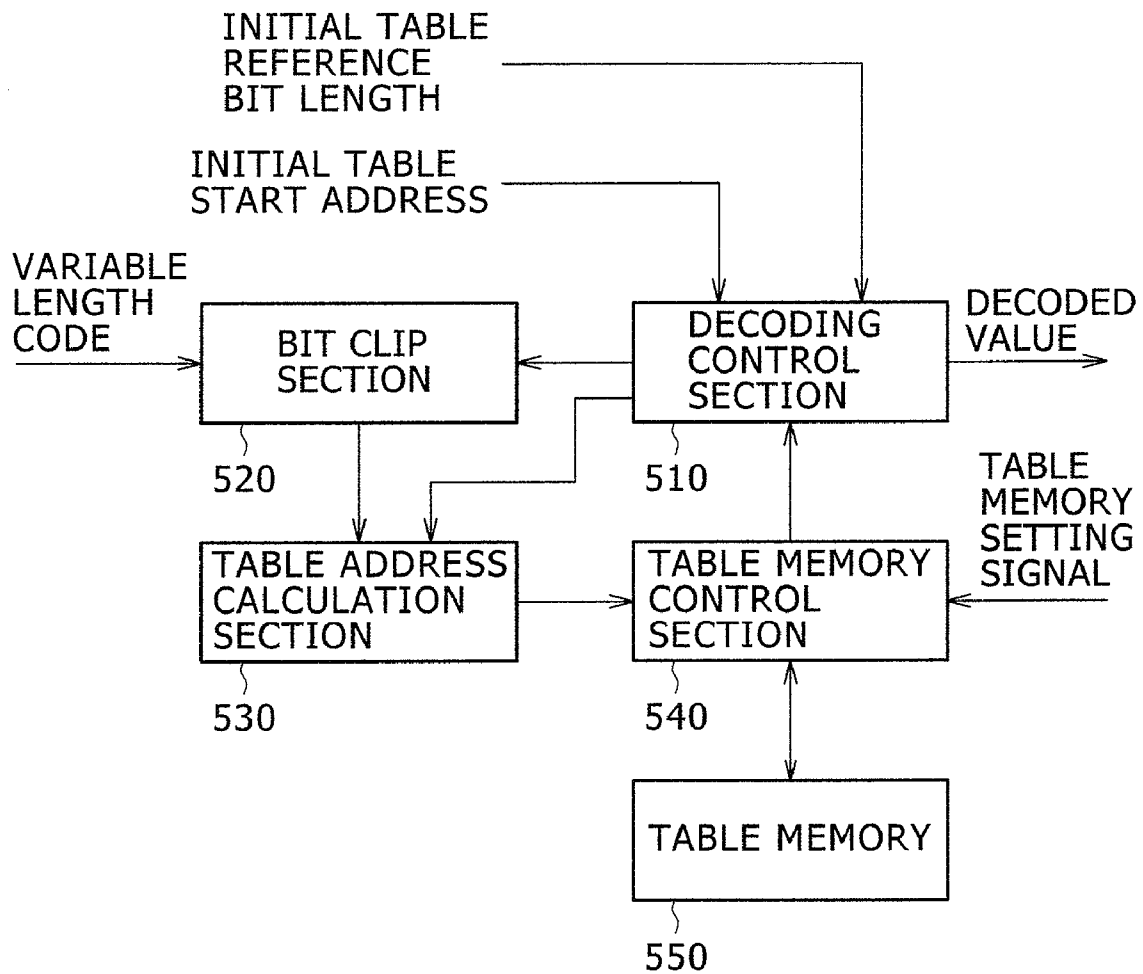 INITIAL TABLE
REFERENCE
BIT LENGTH
INITIAL TABLE
START ADDRESS
VARIABLE
LENGTH
CODE
BIT CLIP
SECTION
520
DECODING
CONTROL
SECTION
510
DECODED
VALUE
TABLE
MEMORY
SETTING
SIGNAL
TABLE ADDRESS
CALCULATION
SECTION
530
TABLE MEMORY
CONTROL
SECTION
540
TABLE MEMORY
550